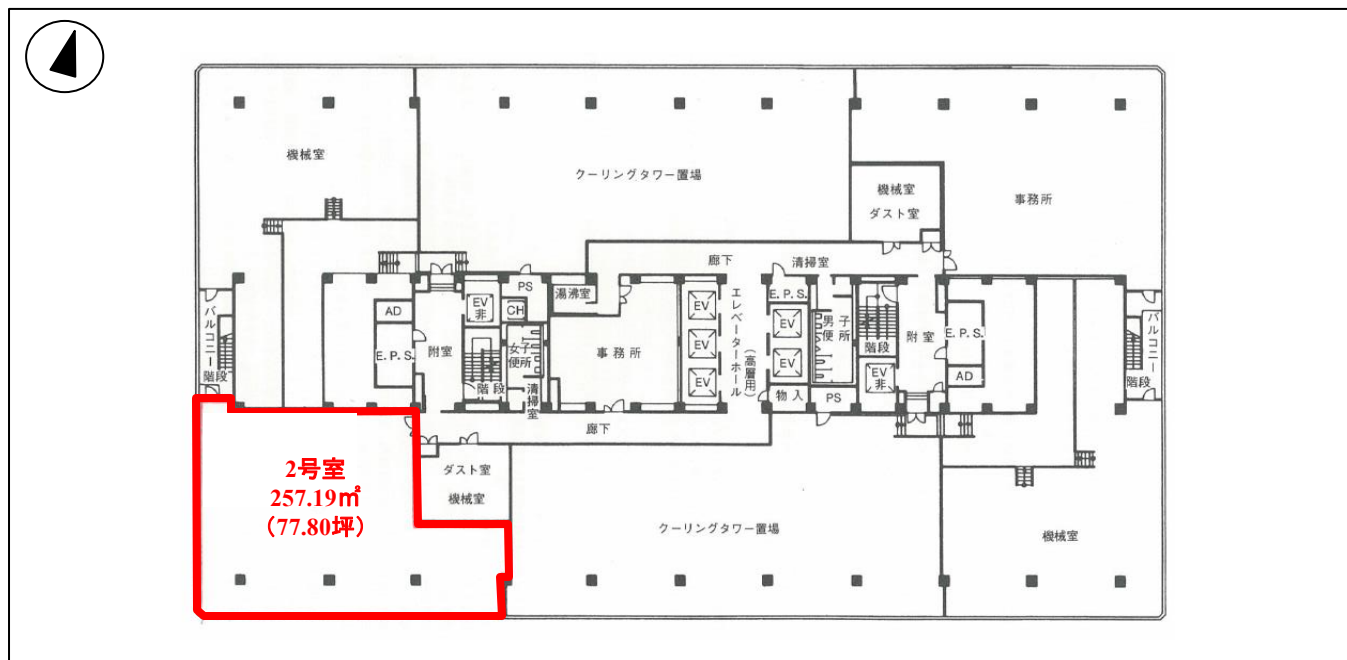 機械室
クーリングタワー置場
機械室
ダスト室
事務所
廊下
清掃室
PS
湯沸室
EV
非
CH
AD
E.P.S.
附室
女子
便所
階段
清掃室
事務所
EV
EV
EV
エレベーターホール
(高層用)
E.P.S.
EV
EV
男子
便所
階段
附室
E.P.S.
AD
EV
非
物入
PS
バルコニー
階段
バルコニー
階段
廊下
2号室
257.19㎡
(77.80坪)
ダスト室
機械室
クーリングタワー置場
機械室